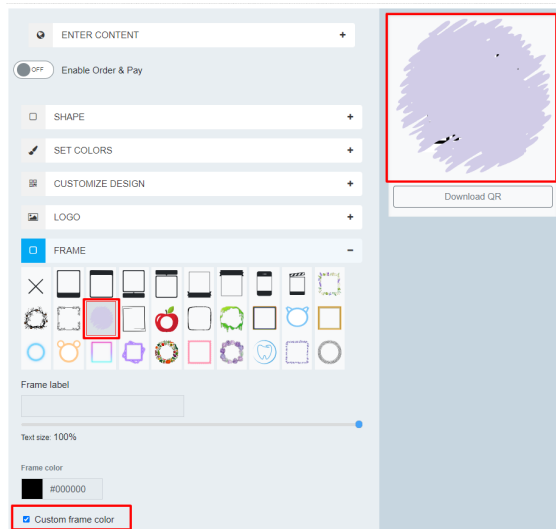 ENTER CONTENT +
OFF Enable Order & Pay
SHAPE +
SET COLORS +
CUSTOMIZE DESIGN +
LOGO +
FRAME −
Frame label
Text size: 100%
Frame color
#000000
Custom frame color
Download QR